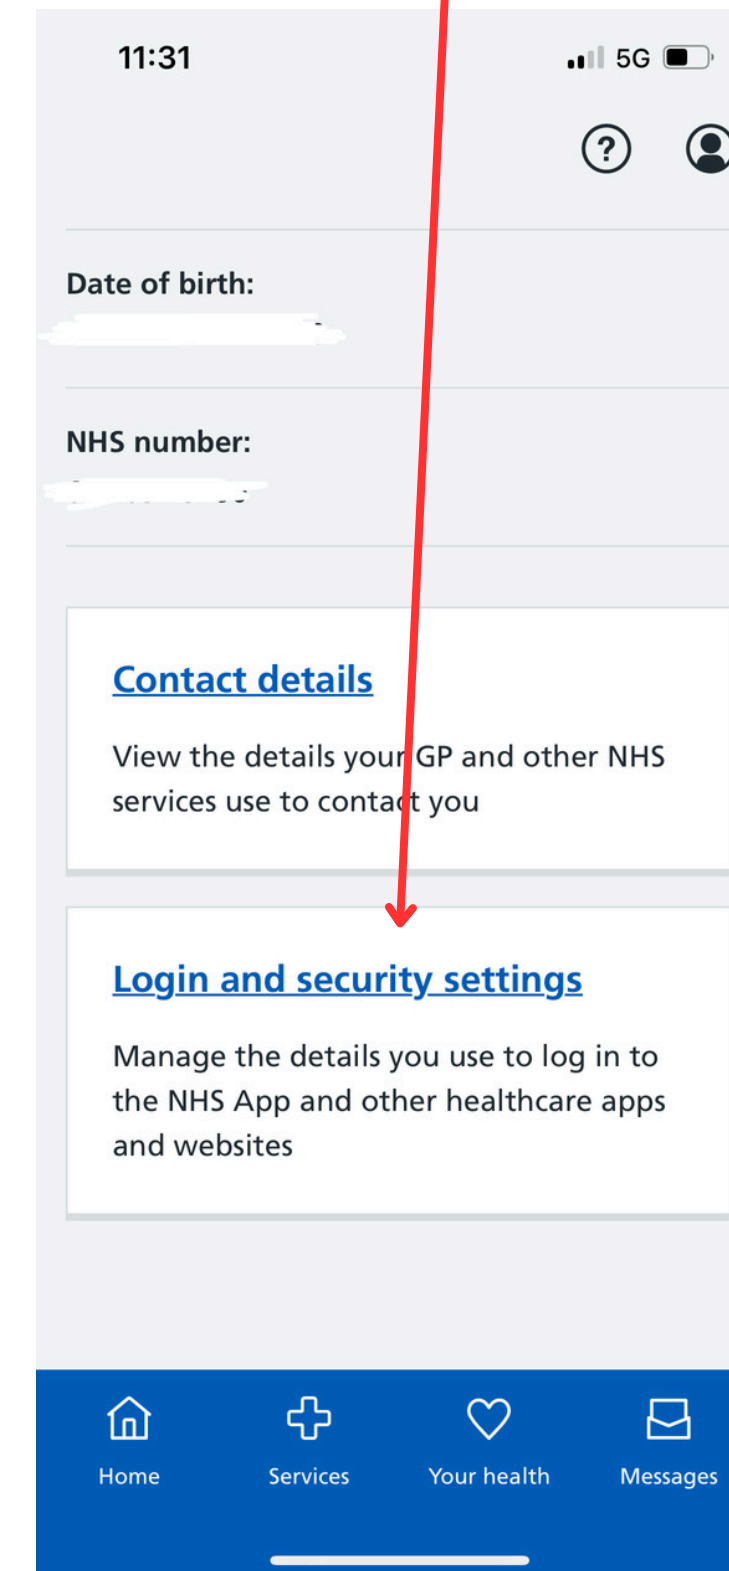 11:31 5G
?
Date of birth:
NHS number:
Contact details
View the details your GP and other NHS
services use to contact you
Login and security settings
Manage the details you use to log in to
the NHS App and other healthcare apps
and websites
Home Services Your health Messages